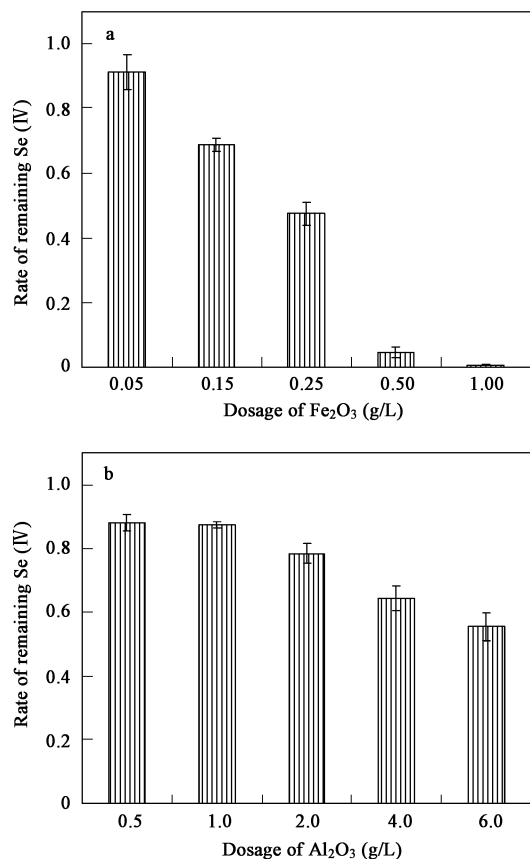 a
1.0
0.8
0.6
0.4
0.2
0
Rate of remaining Se (IV)
0.05 0.15 0.25 0.50 1.00
Dosage of Fe₂O₃ (g/L)
b
1.0
0.8
0.6
0.4
0.2
0
Rate of remaining Se (IV)
0.5 1.0 2.0 4.0 6.0
Dosage of Al₂O₃ (g/L)